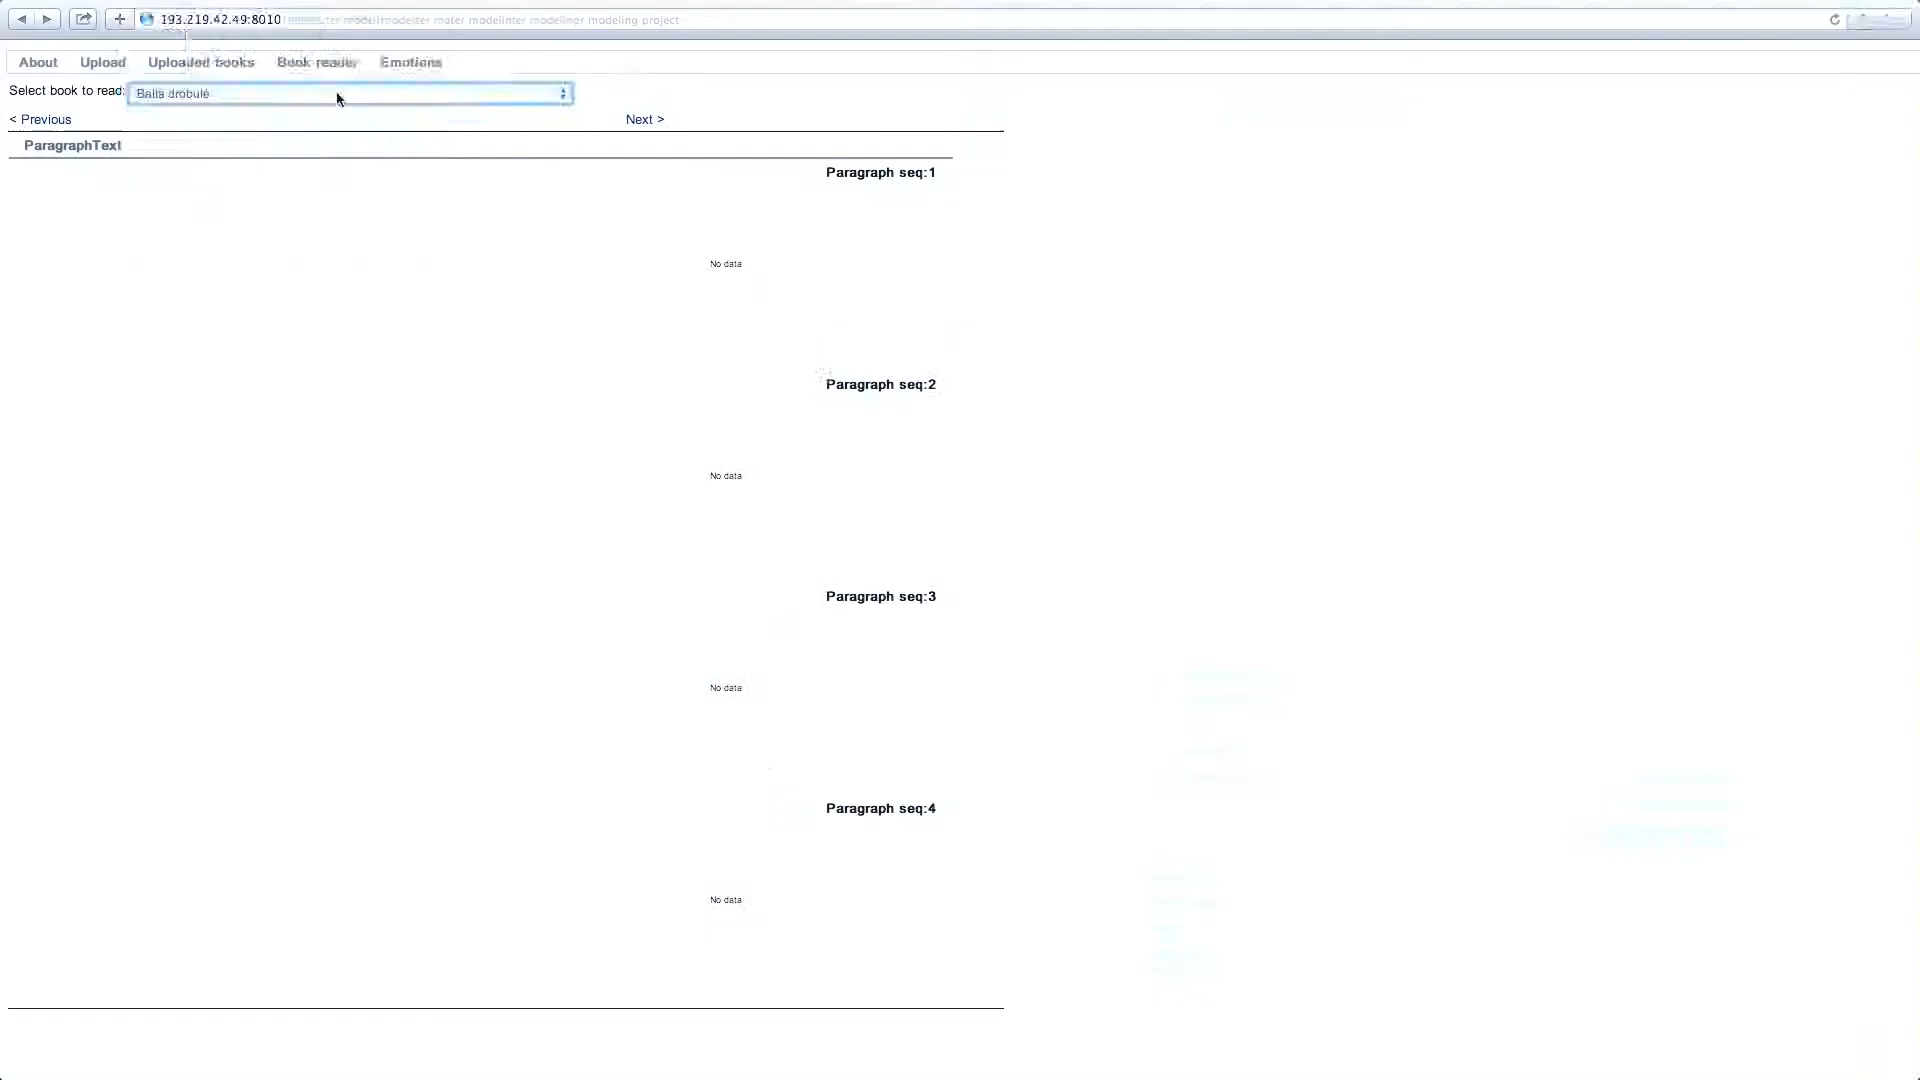 193.219.42.49:8010
modeling project
About Upload Uploaded books Book reader Emotions
Select book to read: Balta drobulė
< Previous Next >
ParagraphText
Paragraph seq:1
No data
Paragraph seq:2
No data
Paragraph seq:3
No data
Paragraph seq:4
No data